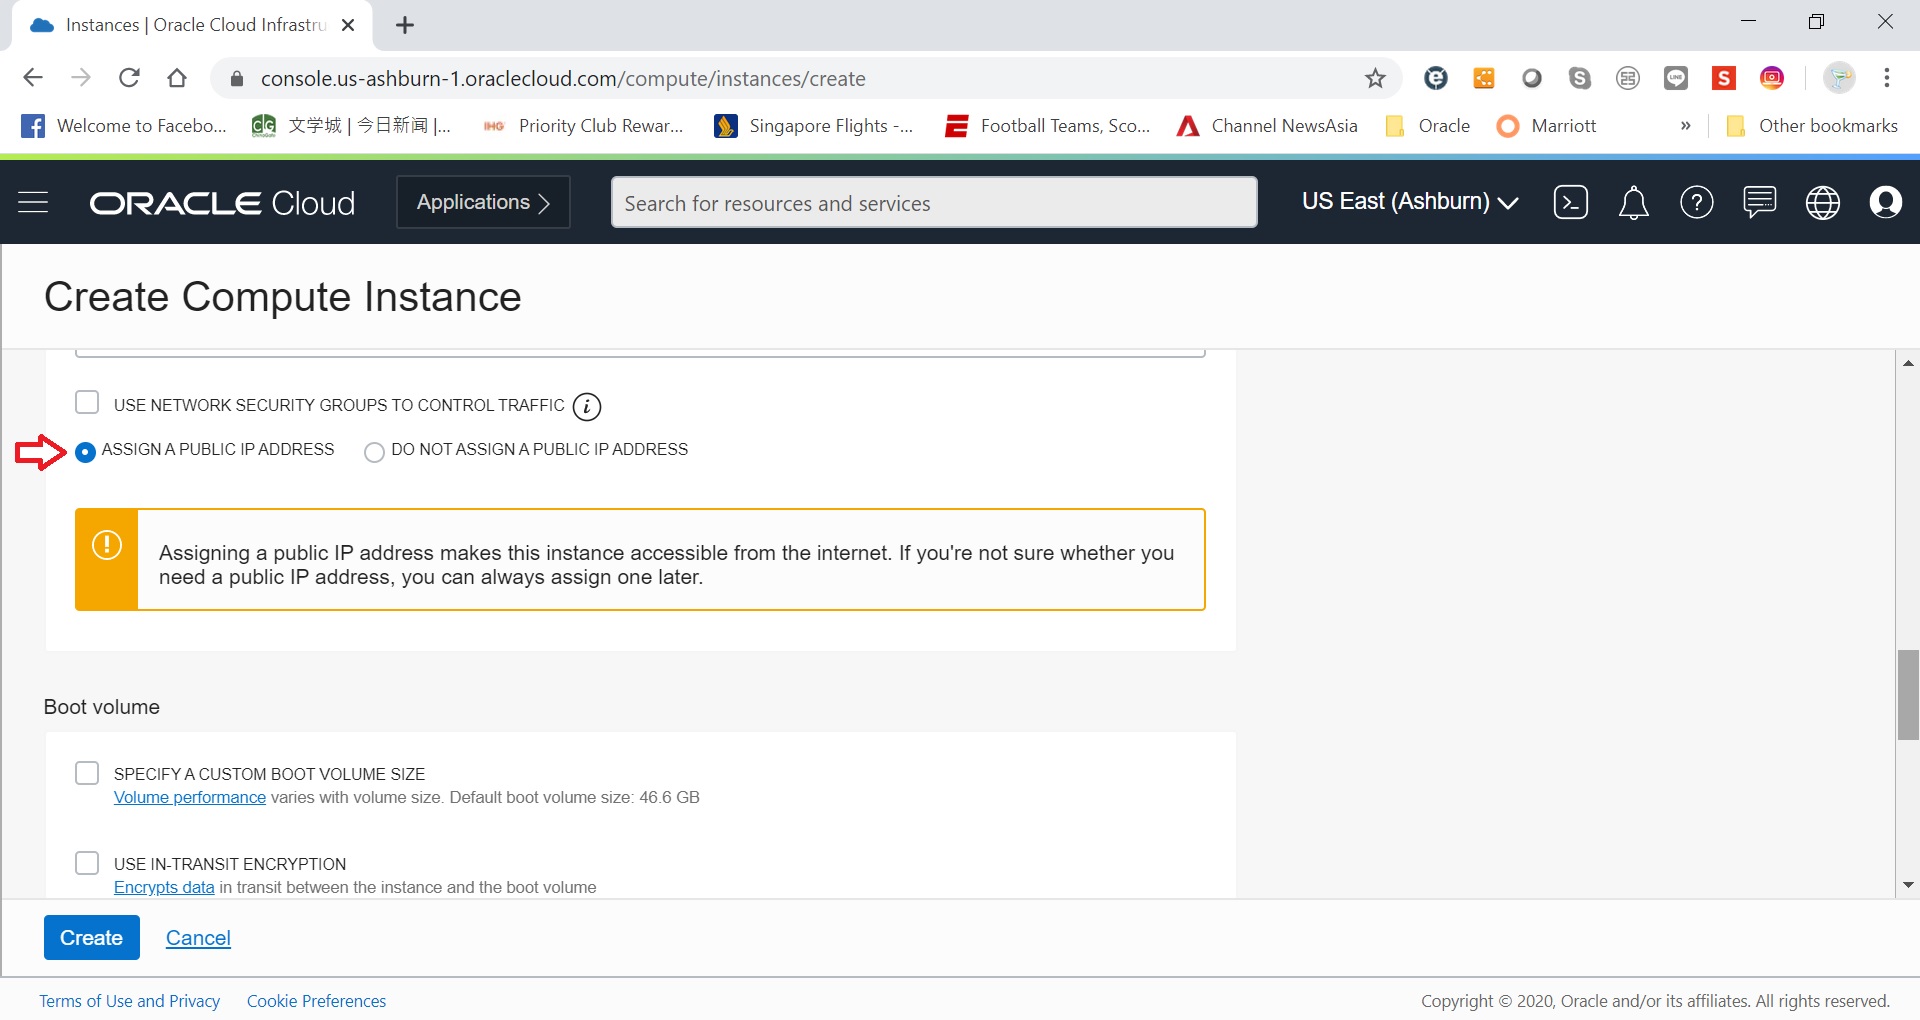 Instances | Oracle Cloud Infrastru
console.us-ashburn-1.oraclecloud.com/compute/instances/create
Welcome to Facebo...
文学城 | 今日新闻 |...
IHG Priority Club Rewar...
Singapore Flights -...
Football Teams, Sco...
Channel NewsAsia
Oracle
Marriott
»
Other bookmarks
ORACLE Cloud
Applications
Search for resources and services
US East (Ashburn)
Create Compute Instance
USE NETWORK SECURITY GROUPS TO CONTROL TRAFFIC
ASSIGN A PUBLIC IP ADDRESS
DO NOT ASSIGN A PUBLIC IP ADDRESS
Assigning a public IP address makes this instance accessible from the internet. If you're not sure whether you
need a public IP address, you can always assign one later.
Boot volume
SPECIFY A CUSTOM BOOT VOLUME SIZE
Volume performance varies with volume size. Default boot volume size: 46.6 GB
USE IN-TRANSIT ENCRYPTION
Encrypts data in transit between the instance and the boot volume
Create
Cancel
Terms of Use and Privacy
Cookie Preferences
Copyright © 2020, Oracle and/or its affiliates. All rights reserved.